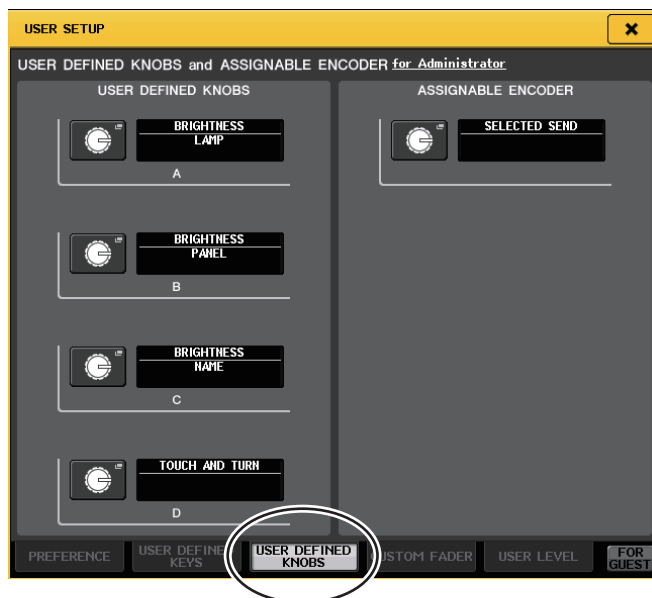 USER SETUP
USER DEFINED KNOBS and ASSIGNABLE ENCODER for Administrator
USER DEFINED KNOBS
BRIGHTNESS
LAMP
A
BRIGHTNESS
PANEL
B
BRIGHTNESS
NAME
C
TOUCH AND TURN
D
ASSIGNABLE ENCODER
SELECTED SEND
PREFERENCE
USER DEFINE
KEYS
USER DEFINED
KNOBS
USTOM FADER
USER LEVEL
FOR
GUEST